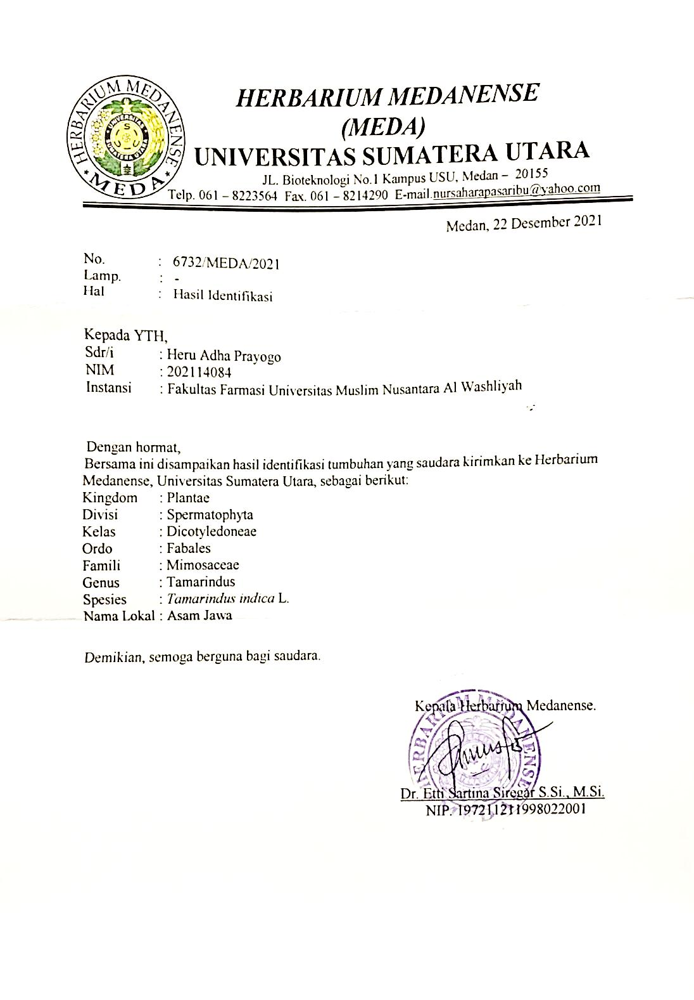 HERBARIUM MEDANENSE
MEDA
UNIVERSITAS
SUMATERA UTARA
HERBARIUM MEDANENSE
(MEDA)
UNIVERSITAS SUMATERA UTARA
JL. Bioteknologi No.1 Kampus USU, Medan – 20155
Telp. 061 – 8223564 Fax. 061 – 8214290 E-mail.nursaharapasaribu@yahoo.com
Medan, 22 Desember 2021
No. : 6732/MEDA/2021
Lamp. : -
Hal : Hasil Identifikasi
Kepada YTH,
Sdr/i : Heru Adha Prayogo
NIM : 202114084
Instansi : Fakultas Farmasi Universitas Muslim Nusantara Al Washliyah
Dengan hormat,
Bersama ini disampaikan hasil identifikasi tumbuhan yang saudara kirimkan ke Herbarium
Medanense, Universitas Sumatera Utara, sebagai berikut:
Kingdom : Plantae
Divisi : Spermatophyta
Kelas : Dicotyledoneae
Ordo : Fabales
Famili : Mimosaceae
Genus : Tamarindus
Spesies : Tamarindus indica L.
Nama Lokal : Asam Jawa
Demikian, semoga berguna bagi saudara.
Kepala Herbarium Medanense.
HERBARIUM MEDANENSE
Dr. Etti Sartina Siregar S.Si., M.Si.
NIP. 197211211998022001